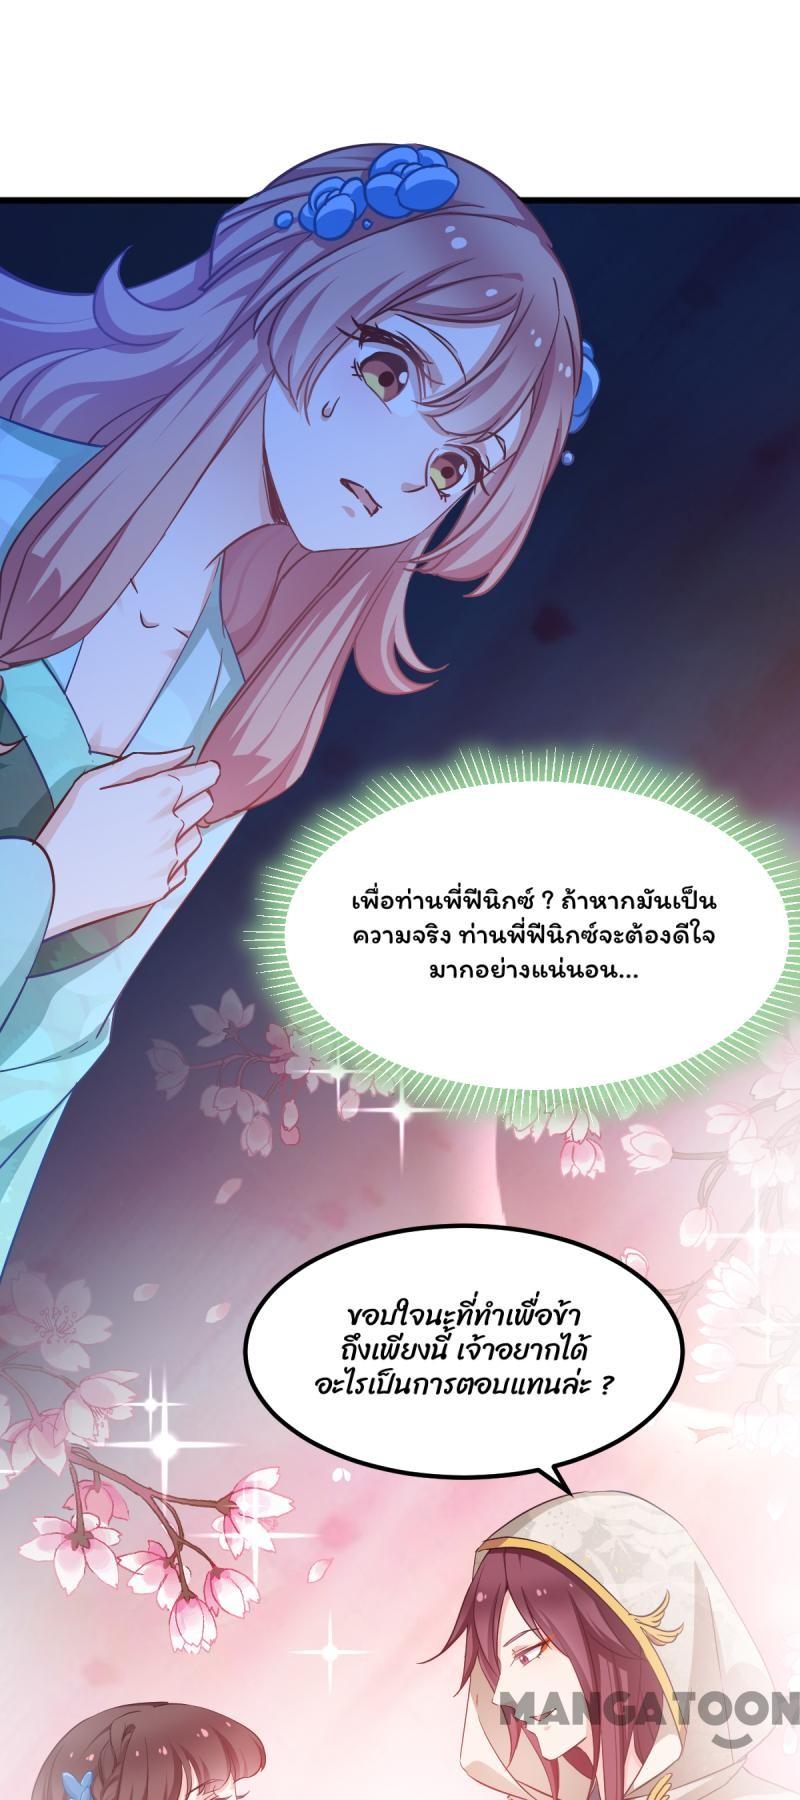 เพื่อท่านพี่ฟีนิกซ์ ? ถ้าหากมันเป็น
ความจริง ท่านพี่ฟีนิกซ์จะต้องดีใจ
มากอย่างแน่นอน...
ขอบใจนะที่ทำเพื่อข้า
ถึงเพียงนี้ เจ้าอยากได้
อะไรเป็นการตอบแทนล่ะ ?
MANGATOON